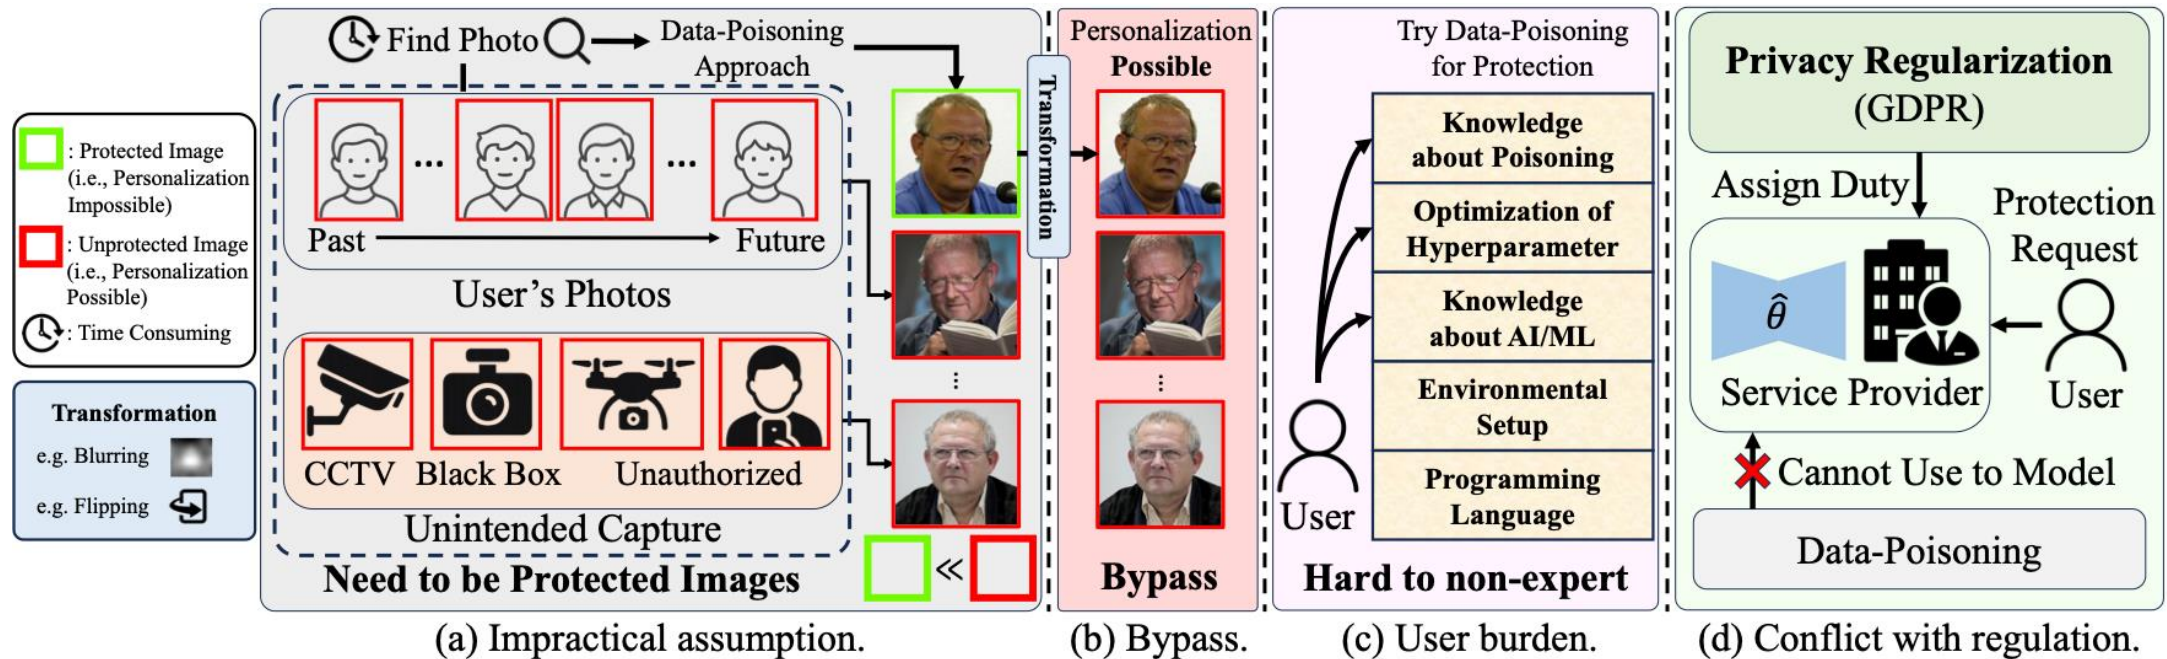 : Protected Image
(i.e., Personalization
Impossible)
: Unprotected Image
(i.e., Personalization
Possible)
: Time Consuming
Transformation
e.g. Blurring
e.g. Flipping
Find Photo
Data-Poisoning
Approach
...
...
Past
Future
User's Photos
CCTV
Black Box
Unauthorized
Unintended Capture
Need to be Protected Images
...
≪
(a) Impractical assumption.
Transformation
Personalization
Possible
...
Bypass
(b) Bypass.
Try Data-Poisoning
for Protection
Knowledge
about Poisoning
Optimization of
Hyperparameter
Knowledge
about AI/ML
Environmental
Setup
Programming
Language
User
Hard to non-expert
(c) User burden.
Privacy Regularization
(GDPR)
Assign Duty
Protection
Request
θ̂
Service Provider
User
Cannot Use to Model
Data-Poisoning
(d) Conflict with regulation.